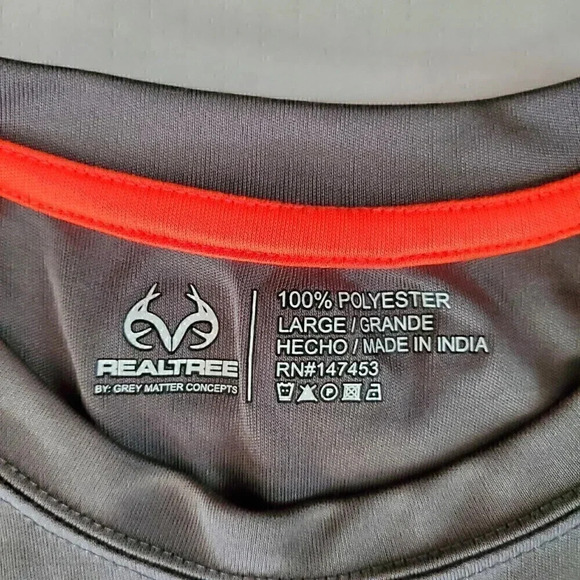 REALTREE
BY: GREY MATTER CONCEPTS
100% POLYESTER
LARGE / GRANDE
HECHO / MADE IN INDIA
RN#147453